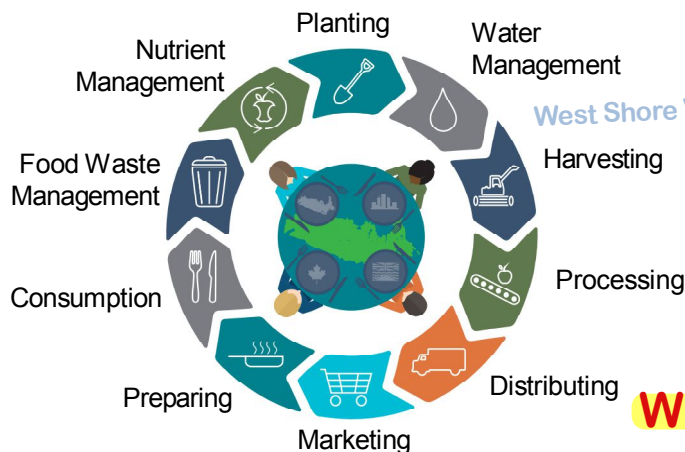 Planting
Water
Management
West Shore
Harvesting
Processing
Distributing
W
Marketing
Preparing
Consumption
Food Waste
Management
Nutrient
Management